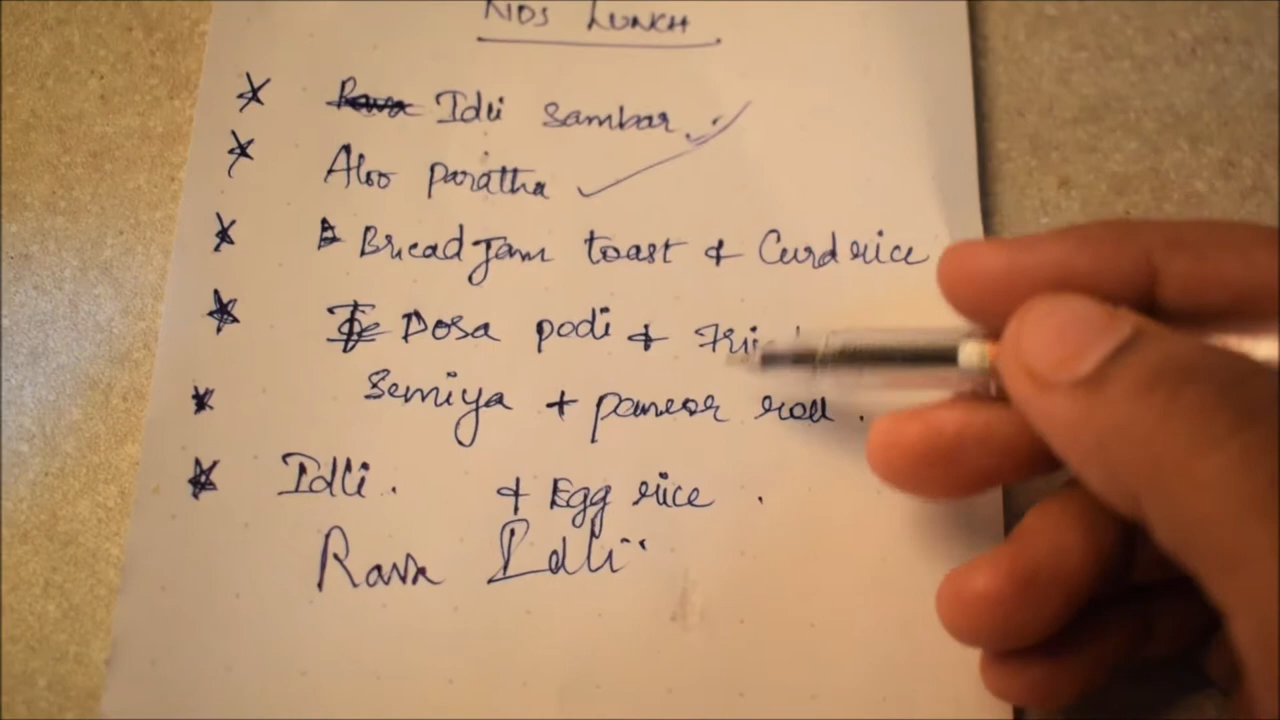 LUNCH
Idli sambar.
Aloo paratha
Bread Jam toast & Curd rice
Dosa podi &
Semiya + paneer roll.
Idli. & Egg rice.
Rava Idli